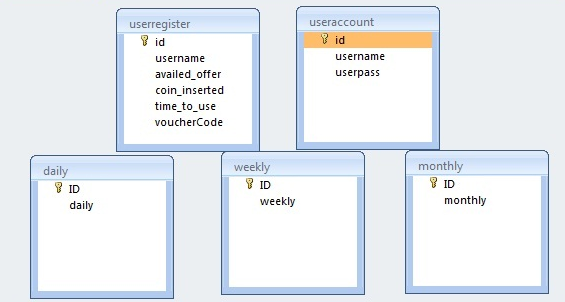 userregister
id
username
availed_offer
coin_inserted
time_to_use
voucherCode
useraccount
id
username
userpass
daily
ID
daily
weekly
ID
weekly
monthly
ID
monthly